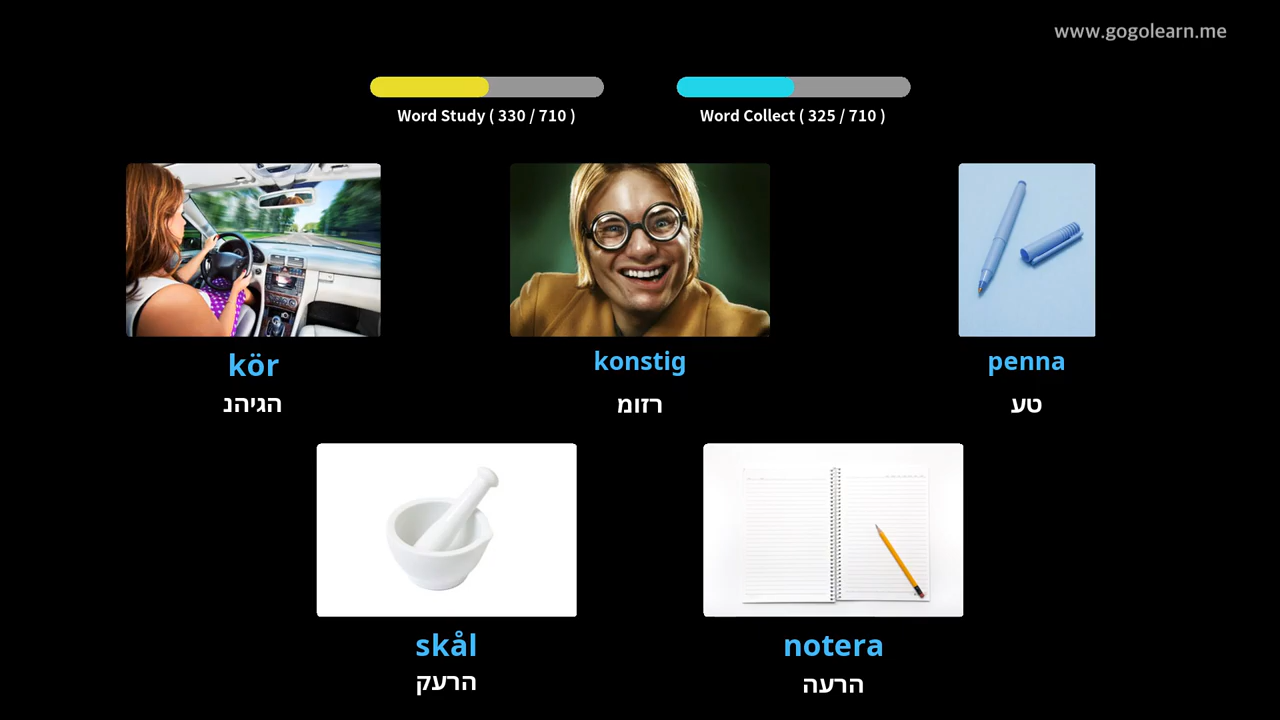 www.gogolearn.me
Word Study ( 330 / 710 )
Word Collect ( 325 / 710 )
kör
הגיהנ
konstig
רזומ
penna
טע
skål
הרעק
notera
הרעה